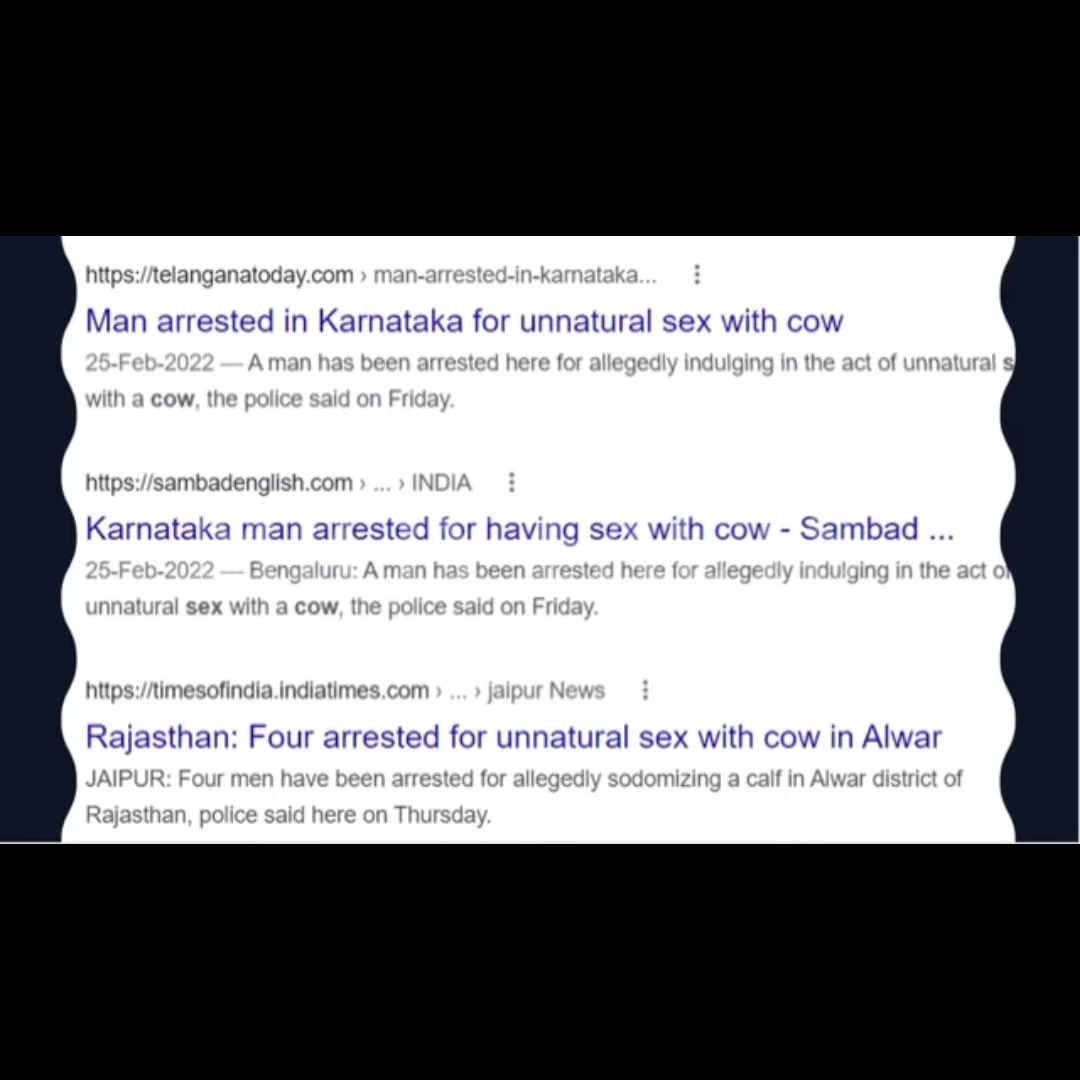 https://telanganatoday.com › man-arrested-in-karnataka...
Man arrested in Karnataka for unnatural sex with cow
25-Feb-2022 — A man has been arrested here for allegedly indulging in the act of unnatural s
with a cow, the police said on Friday.
https://sambadenglish.com › ... › INDIA
Karnataka man arrested for having sex with cow - Sambad ...
25-Feb-2022 — Bengaluru: A man has been arrested here for allegedly indulging in the act of
unnatural sex with a cow, the police said on Friday.
https://timesofindia.indiatimes.com › ... › jaipur News
Rajasthan: Four arrested for unnatural sex with cow in Alwar
JAIPUR: Four men have been arrested for allegedly sodomizing a calf in Alwar district of
Rajasthan, police said here on Thursday.